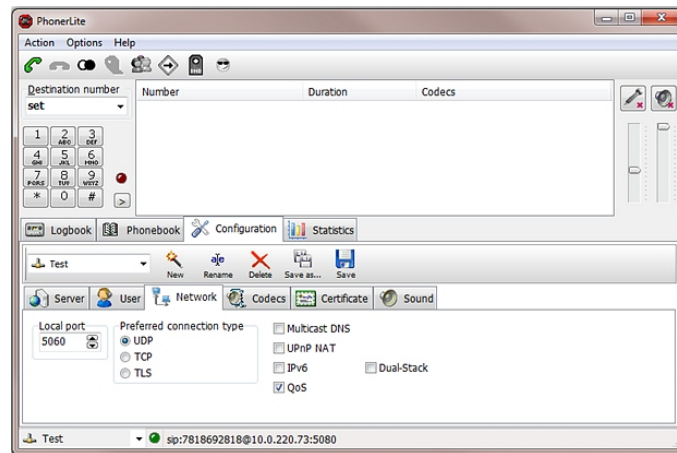 PhonerLite
Action Options Help
Destination number
set
Number Duration Codecs
1 2 ABC 3 DEF
4 GHI 5 JKL 6 MNO
7 PQRS 8 TUV 9 WXYZ
* 0 # >
Logbook Phonebook Configuration Statistics
Test
New Rename Delete Save as... Save
Server User Network Codecs Certificate Sound
Local port
5060
Preferred connection type
UDP
TCP
TLS
Multicast DNS
UPnP NAT
IPv6 Dual-Stack
QoS
Test sip:7818692818@10.0.220.73:5080